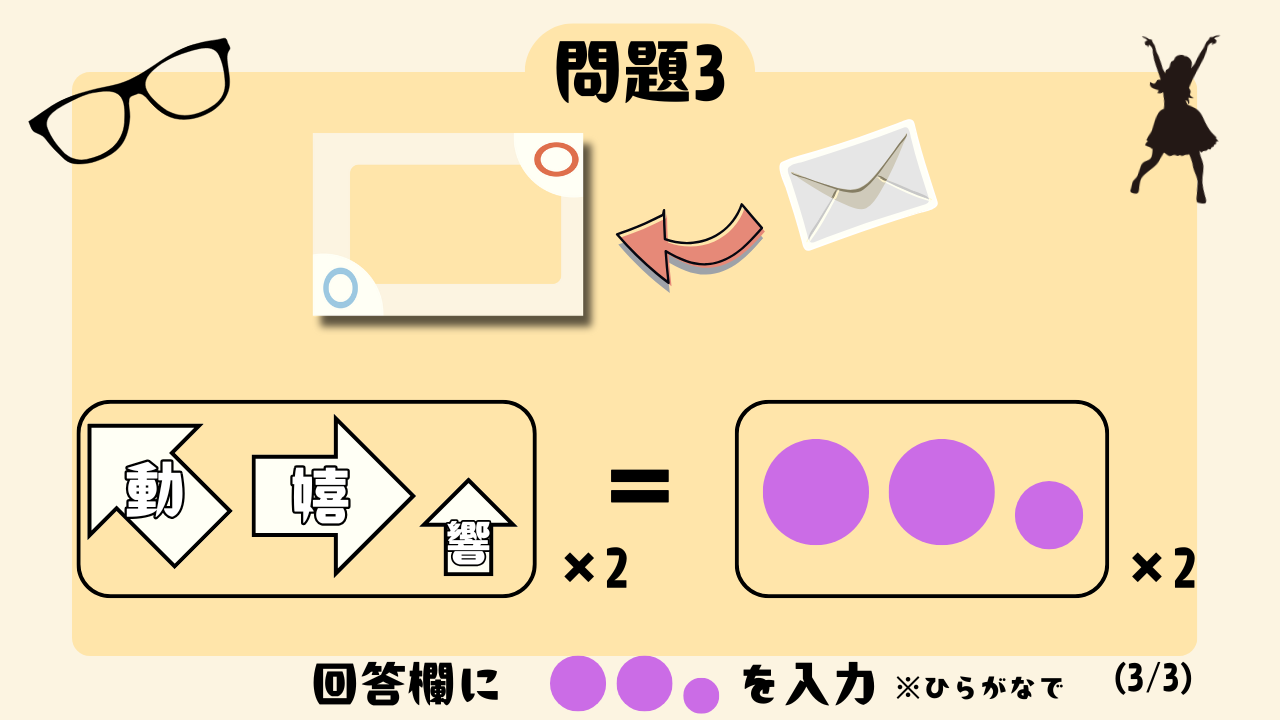 問題3
動 嬉 響 ×2 = ×2
回答欄に を入力 ※ひらがなで (3/3)